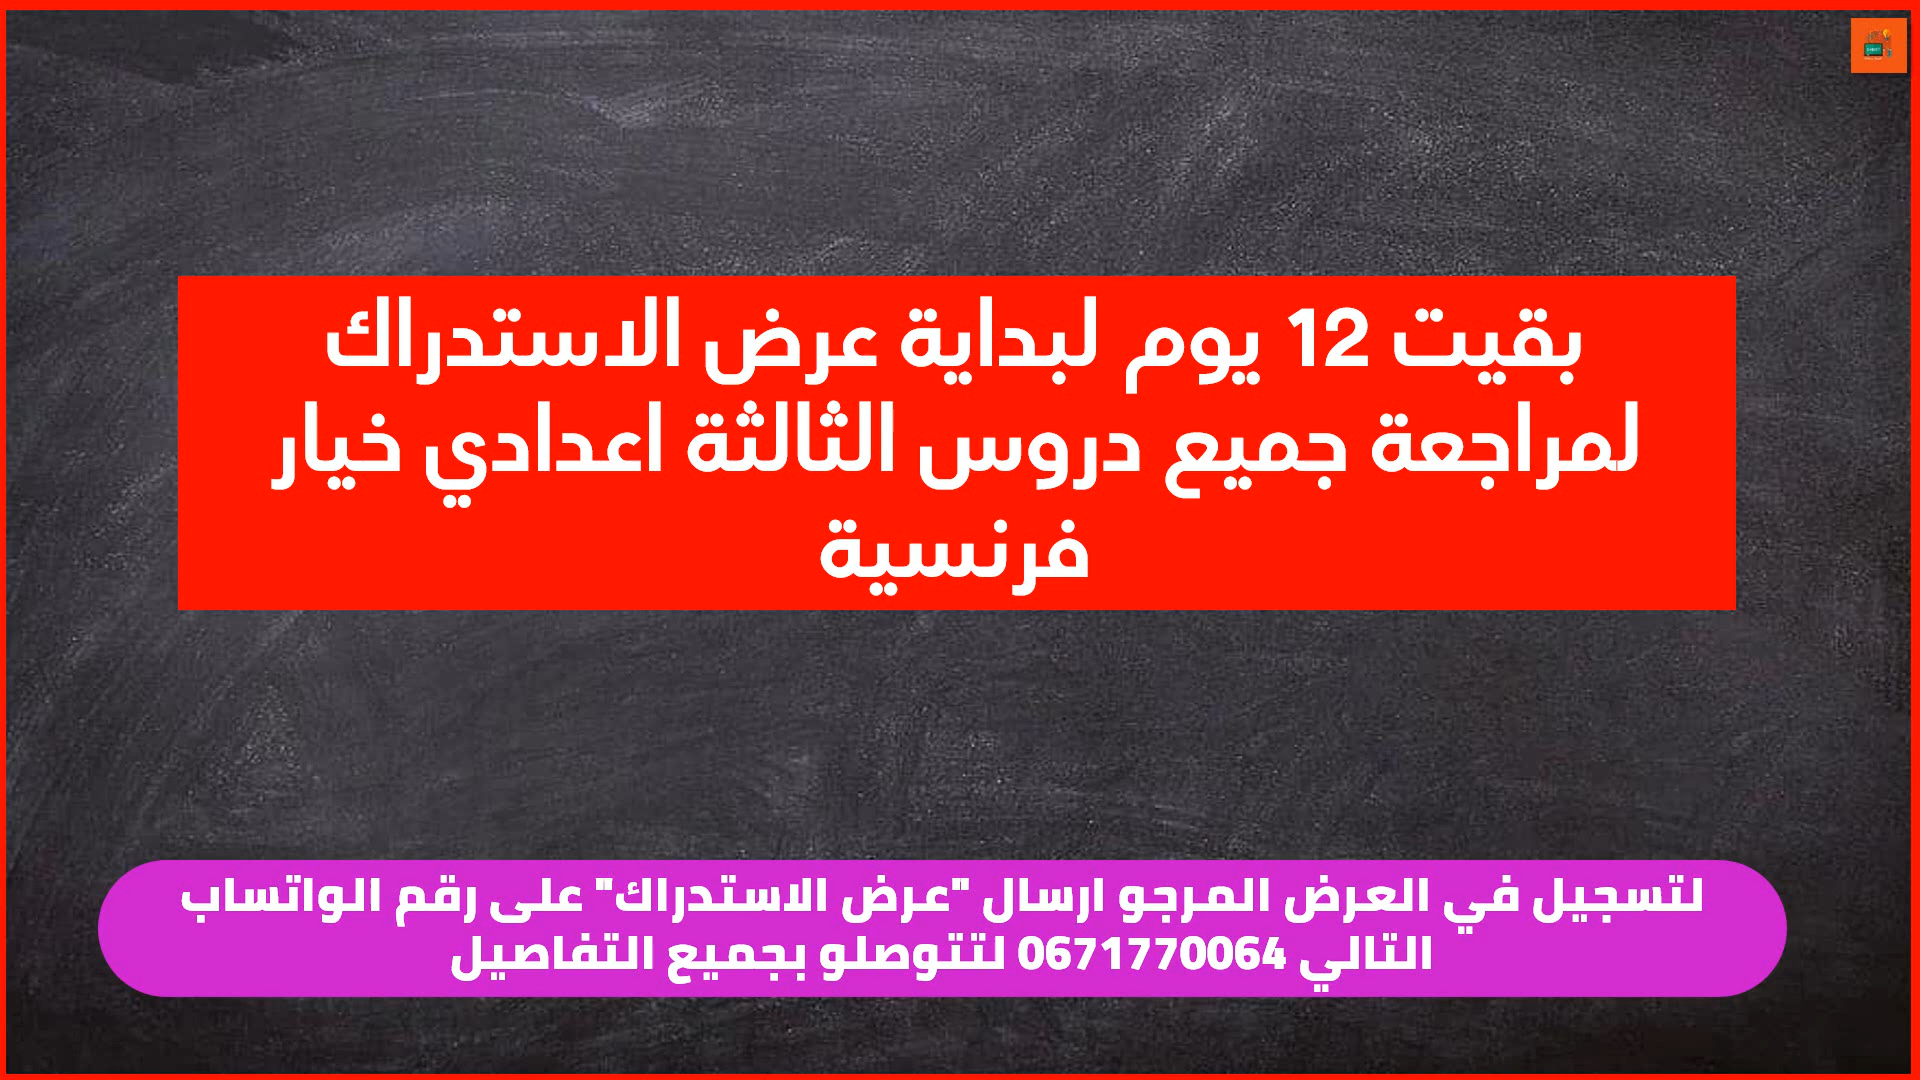 بقيت 12 يوم لبداية عرض الاستدراك
لمراجعة جميع دروس الثالثة اعدادي خيار
فرنسية
لتسجيل في العرض المرجو ارسال "عرض الاستدراك" على رقم الواتساب
التالي 0671770064 لتتوصلو بجميع التفاصيل